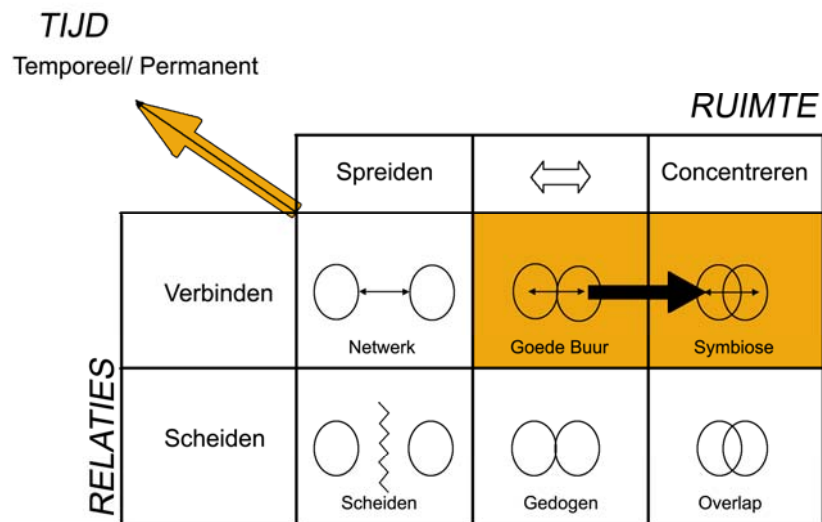 TIJD
Temporeel/ Permanent
RUIMTE
Spreiden
Concentreren
RELATIES
Verbinden
Netwerk
Goede Buur
Symbiose
Scheiden
Scheiden
Gedogen
Overlap